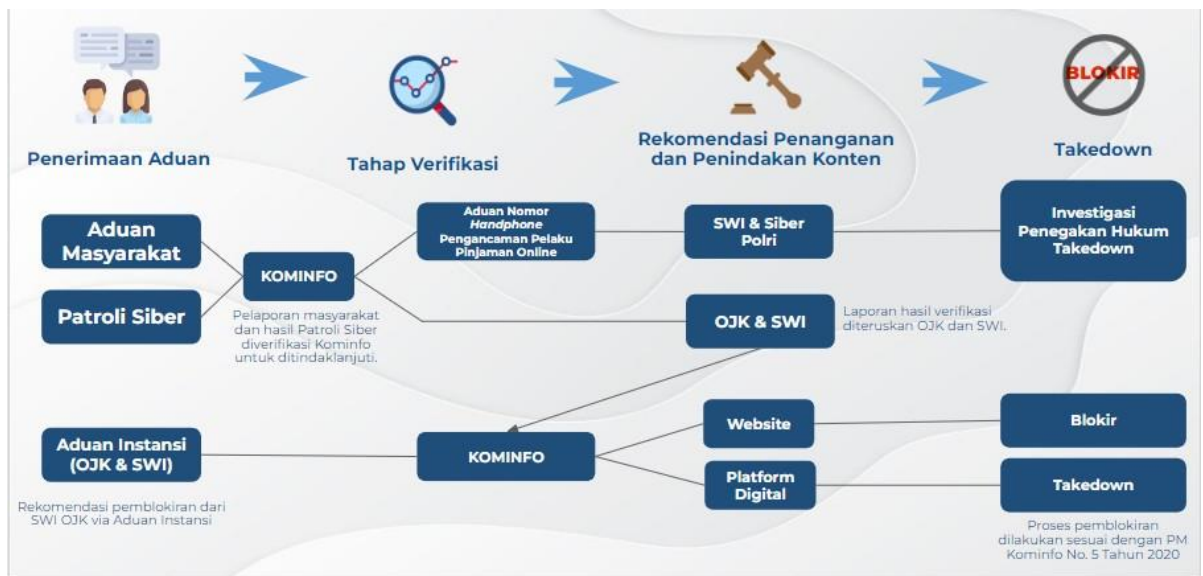 BLOKIR
Penerimaan Aduan
Tahap Verifikasi
Rekomendasi Penanganan
dan Penindakan Konten
Takedown
Aduan
Masyarakat
Patroli Siber
KOMINFO
Pelaporan masyarakat
dan hasil Patroli Siber
diverifikasi Kominfo
untuk ditindaklanjuti.
Aduan Nomor
Handphone
Pengancaman Pelaku
Pinjaman Online
SWI & Siber
Polri
Investigasi
Penegakan Hukum
Takedown
OJK & SWI
Laporan hasil verifikasi
diteruskan OJK dan SWI.
Aduan Instansi
(OJK & SWI)
Rekomendasi pemblokiran dari
SWI OJK via Aduan Instansi
KOMINFO
Website
Platform
Digital
Blokir
Takedown
Proses pemblokiran
dilakukan sesuai dengan PM
Kominfo No. 5 Tahun 2020